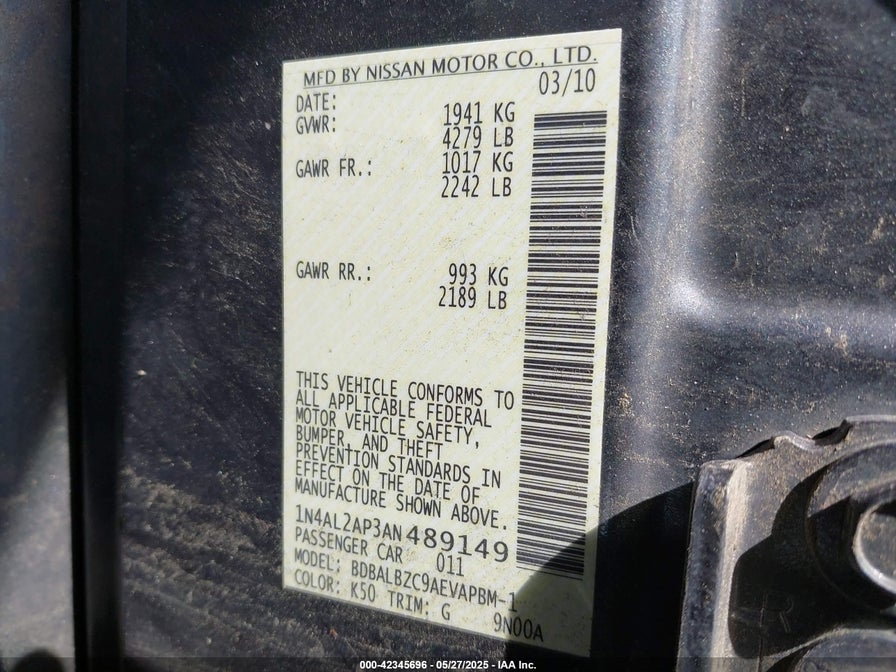 MFD BY NISSAN MOTOR CO., LTD.
DATE: 03/10
GVWR: 1941 KG
4279 LB
GAWR FR.: 1017 KG
2242 LB
GAWR RR.: 993 KG
2189 LB
THIS VEHICLE CONFORMS TO
ALL APPLICABLE FEDERAL
MOTOR VEHICLE SAFETY,
BUMPER, AND THEFT
PREVENTION STANDARDS IN
EFFECT ON THE DATE OF
MANUFACTURE SHOWN ABOVE.
1N4AL2AP3AN489149
PASSENGER CAR 011
MODEL: BDBALBZC9AEVAPBM-1
COLOR: K50 TRIM: G 9N00A
000-42345696 - 05/27/2025 - IAA Inc.